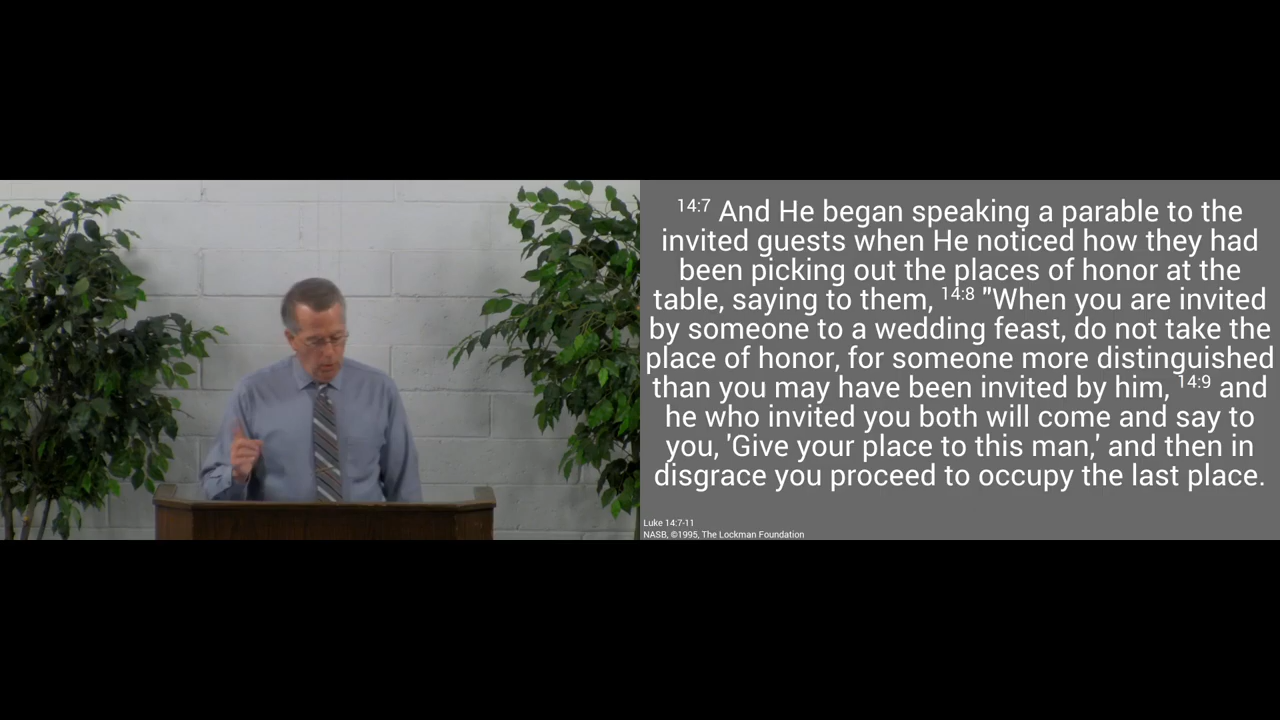 14:7 And He began speaking a parable to the
invited guests when He noticed how they had
been picking out the places of honor at the
table, saying to them, 14:8 "When you are invited
by someone to a wedding feast, do not take the
place of honor, for someone more distinguished
than you may have been invited by him, 14:9 and
he who invited you both will come and say to
you, 'Give your place to this man,' and then in
disgrace you proceed to occupy the last place.
Luke 14:7-11
NASB, ©1995, The Lockman Foundation